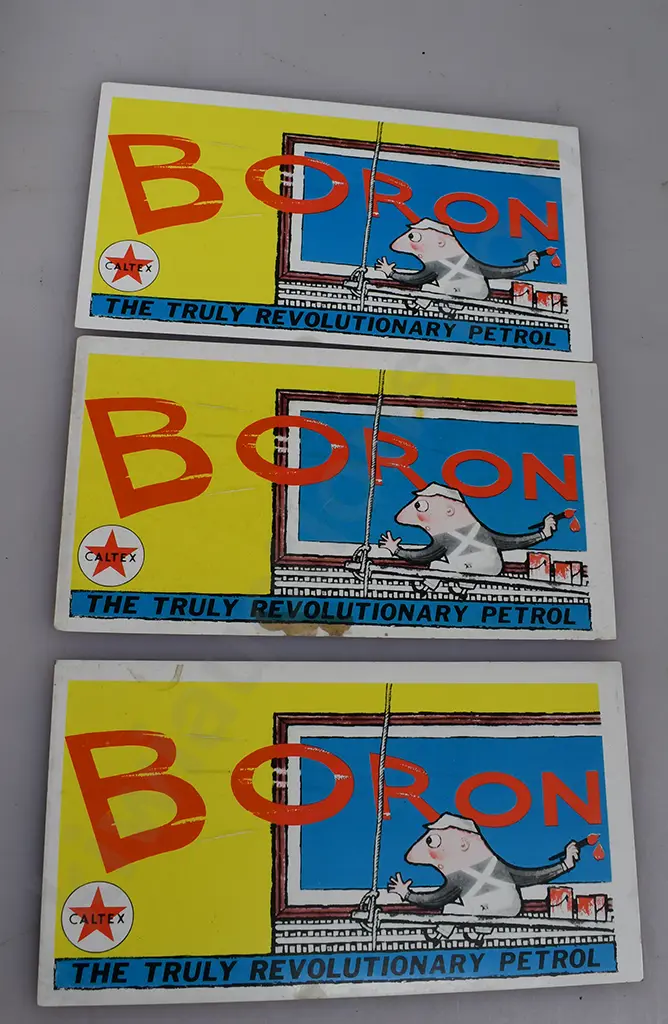 BORON
CALTEX
THE TRULY REVOLUTIONARY PETROL
BORON
CALTEX
THE TRULY REVOLUTIONARY PETROL
BORON
CALTEX
THE TRULY REVOLUTIONARY PETROL